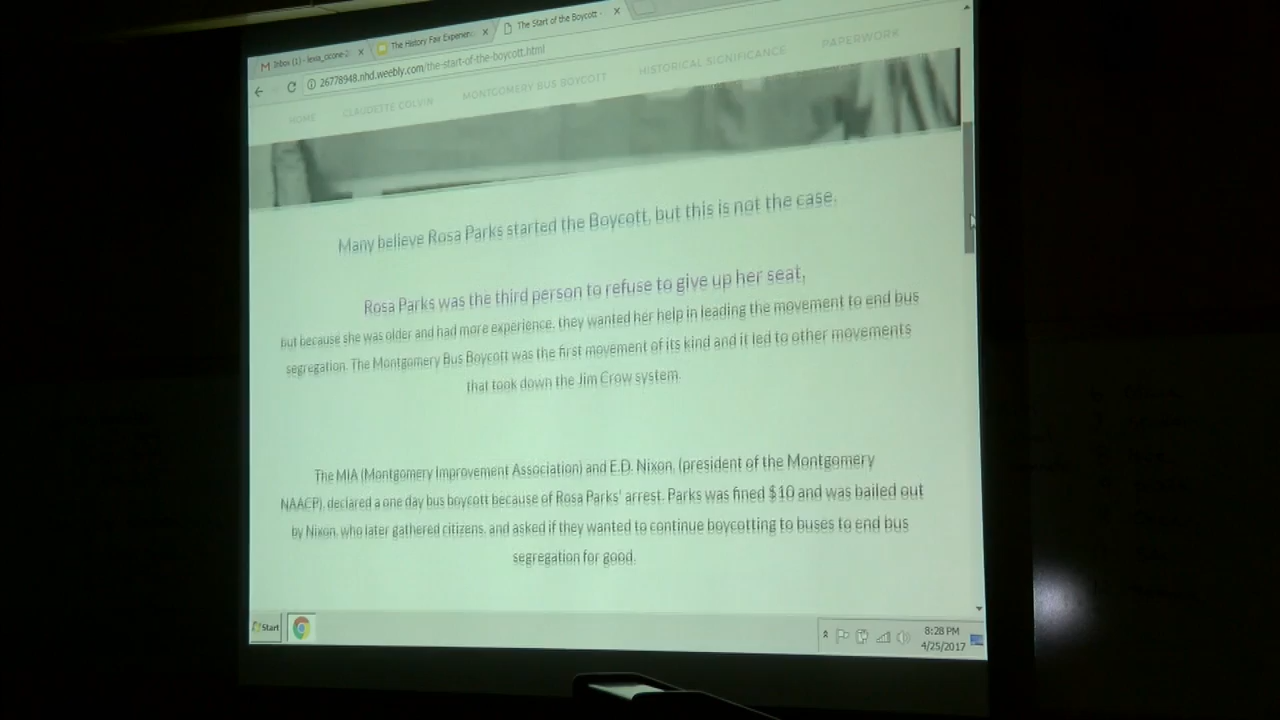 Inbox (1) - lexia_ozone-2
The History Fair Experien
The Start of the Boycott -
26778948.nhd.weebly.com/the-start-of-the-boycott.html
HOME CLAUDETTE COLVIN MONTGOMERY BUS BOYCOTT HISTORICAL SIGNIFICANCE PAPERWORK
Many believe Rosa Parks started the Boycott, but this is not the case.
Rosa Parks was the third person to refuse to give up her seat,
but because she was older and had more experience, they wanted her help in leading the movement to end bus
segregation. The Montgomery Bus Boycott was the first movement of its kind and it led to other movements
that took down the Jim Crow system.
The MIA (Montgomery Improvement Association) and E.D. Nixon, (president of the Montgomery
NAACP), declared a one day bus boycott because of Rosa Parks' arrest. Parks was fined $10 and was bailed out
by Nixon, who later gathered citizens, and asked if they wanted to continue boycotting to buses to end bus
segregation for good.
Start
8:28 PM
4/25/2017